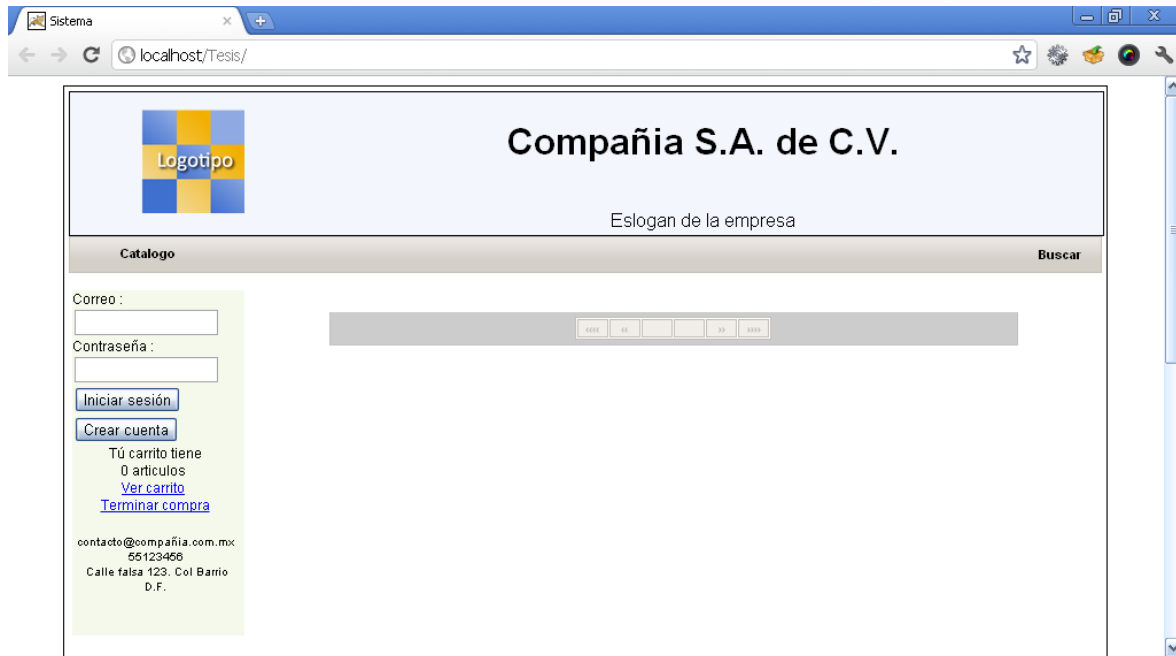 Sistema
localhost/Tesis/
Logotipo
Compañia S.A. de C.V.
Eslogan de la empresa
Catalogo
Buscar
Correo :
Contraseña :
Iniciar sesión
Crear cuenta
Tú carrito tiene
0 articulos
Ver carrito
Terminar compra
contacto@compañia.com.mx
55123456
Calle falsa 123. Col Barrio
D.F.
«««« «« »» »»»»